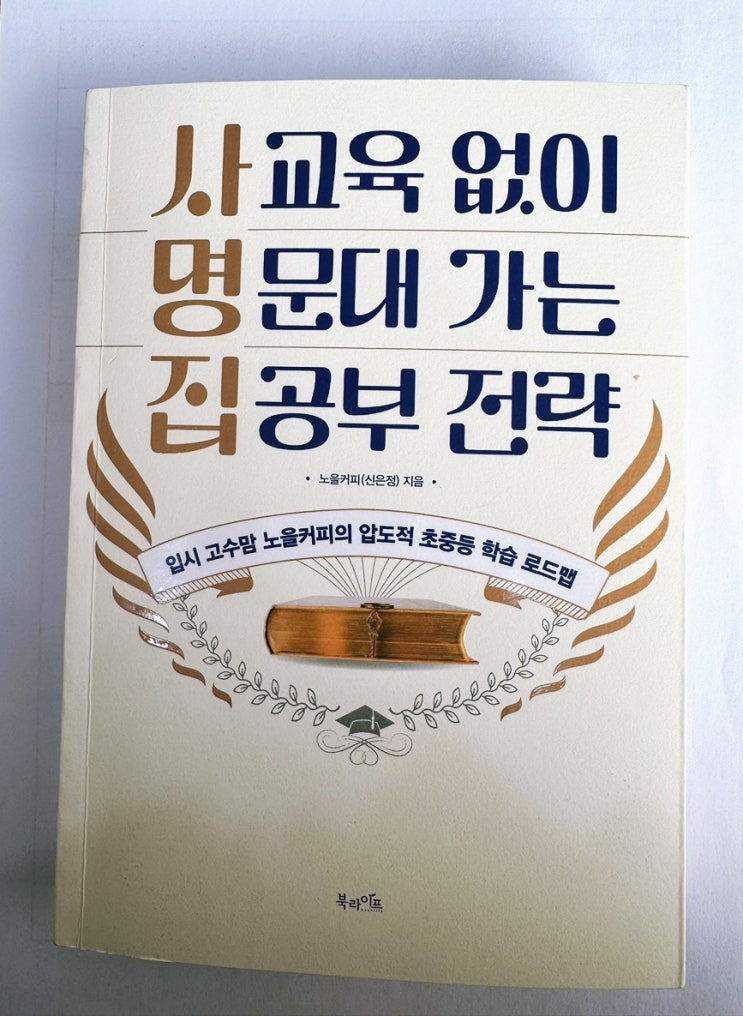 사교육 없이
명문대 가는
집공부 전략
• 노을커피(신은정) 지음 •
입시 고수맘 노을커피의 압도적 초중등 학습 로드맵
북라이프